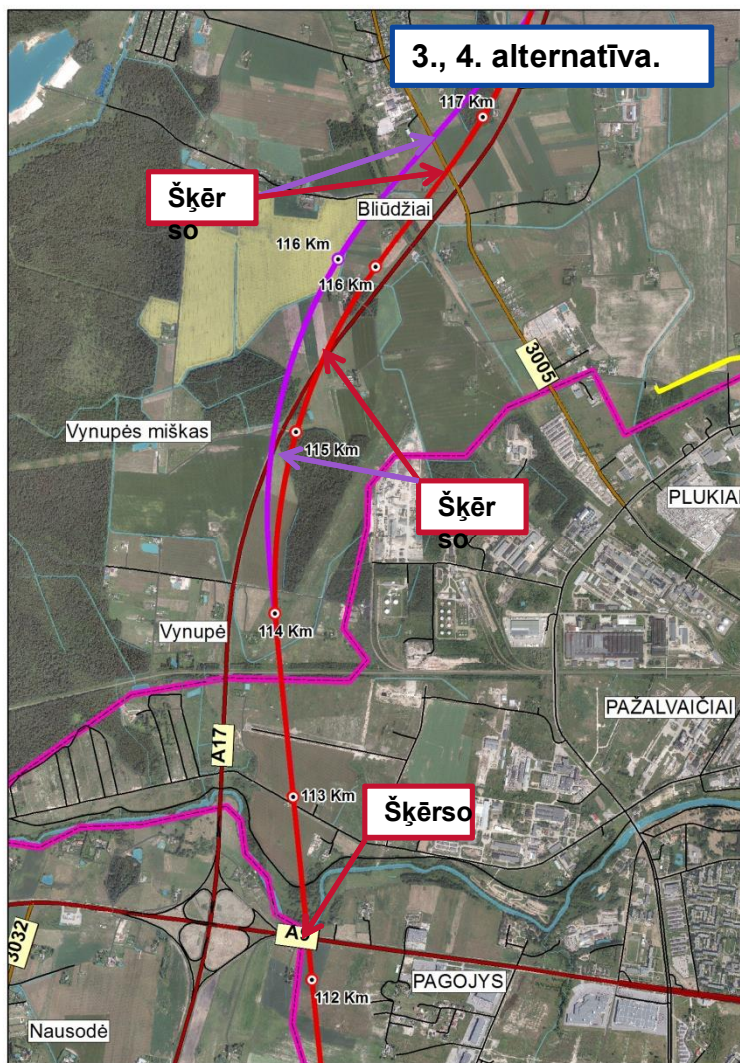 3., 4. alternatīva.
117 Km
Šķēr
so
Bliūdžiai
116 Km
116 Km
3005
Vynupės miškas
115 Km
Šķēr
so
PLUKIAI
114 Km
Vynupė
PAŽALVAIČIAI
A17
113 Km
Šķērso
3032
PAGOJYS
112 Km
Nausodė